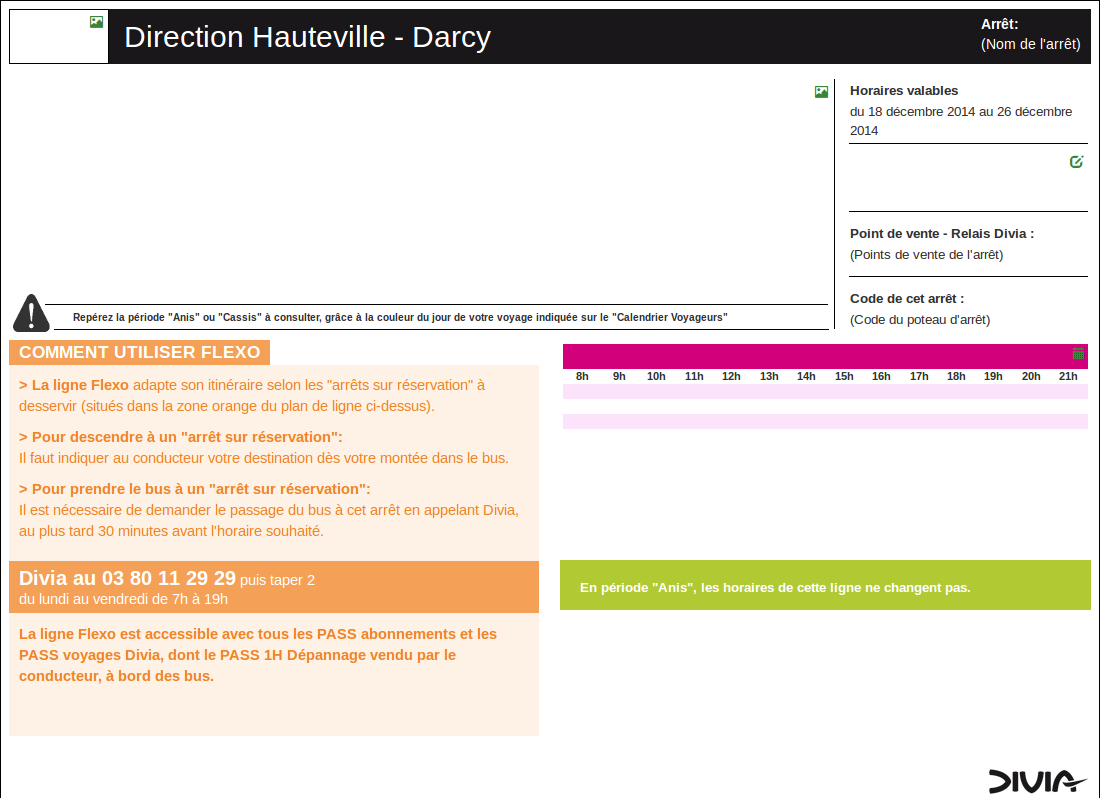 Direction Hauteville - Darcy
Arrêt:
(Nom de l'arrêt)
Horaires valables
du 18 décembre 2014 au 26 décembre
2014
Point de vente - Relais Divia :
(Points de vente de l'arrêt)
Code de cet arrêt :
(Code du poteau d'arrêt)
Repérez la période "Anis" ou "Cassis" à consulter, grâce à la couleur du jour de votre voyage indiquée sur le "Calendrier Voyageurs"
COMMENT UTILISER FLEXO
> La ligne Flexo adapte son itinéraire selon les "arrêts sur réservation" à
desservir (situés dans la zone orange du plan de ligne ci-dessus).
> Pour descendre à un "arrêt sur réservation":
Il faut indiquer au conducteur votre destination dès votre montée dans le bus.
> Pour prendre le bus à un "arrêt sur réservation":
Il est nécessaire de demander le passage du bus à cet arrêt en appelant Divia,
au plus tard 30 minutes avant l'horaire souhaité.
Divia au 03 80 11 29 29 puis taper 2
du lundi au vendredi de 7h à 19h
La ligne Flexo est accessible avec tous les PASS abonnements et les
PASS voyages Divia, dont le PASS 1H Dépannage vendu par le
conducteur, à bord des bus.
8h 9h 10h 11h 12h 13h 14h 15h 16h 17h 18h 19h 20h 21h
En période "Anis", les horaires de cette ligne ne changent pas.
DIVIA